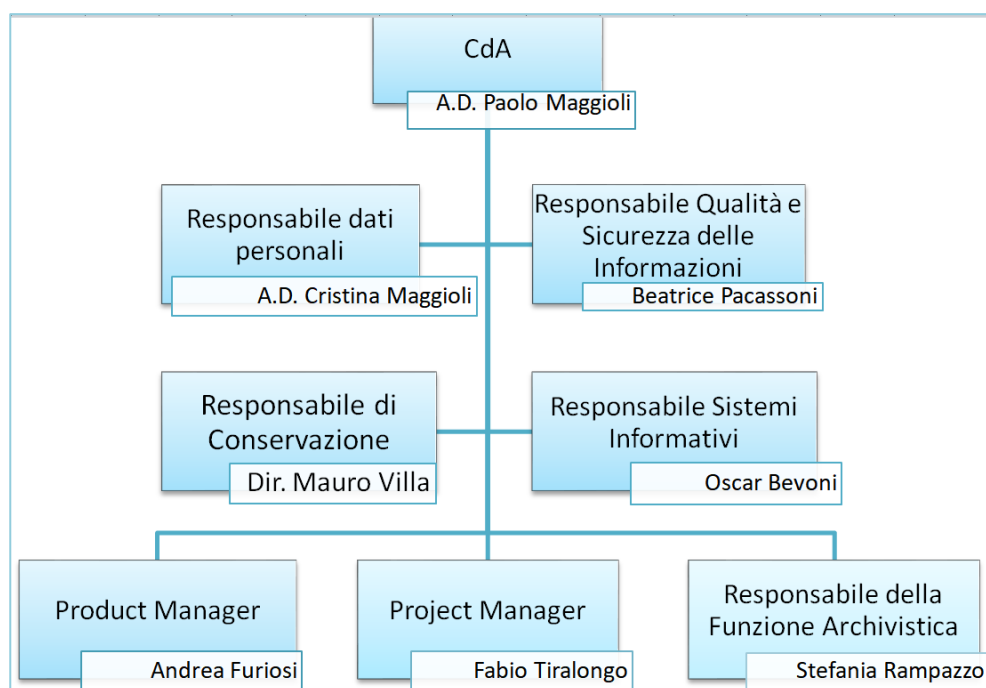 CdA
A.D. Paolo Maggioli
Responsabile dati
personali
A.D. Cristina Maggioli
Responsabile Qualità e
Sicurezza delle
Informazioni
Beatrice Pacassoni
Responsabile di
Conservazione
Dir. Mauro Villa
Responsabile Sistemi
Informativi
Oscar Bevoni
Product Manager
Andrea Furiosi
Project Manager
Fabio Tiralongo
Responsabile della
Funzione Archivistica
Stefania Rampazzo